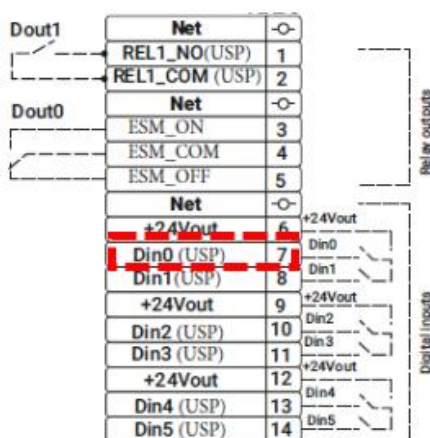 Dout1
Net
REL1_NO(USP) 1
REL1_COM (USP) 2
Net
Dout0
ESM_ON 3
ESM_COM 4
ESM_OFF 5
Relay outputs
Net
+24Vout 6 +24Vout
Din0 (USP) 7 Din0
Din1(USP) 8 Din1
+24Vout 9 +24Vout
Din2 (USP) 10 Din2
Din3 (USP) 11 Din3
+24Vout 12 +24Vout
Din4 (USP) 13 Din4
Din5 (USP) 14 Din5
Digital inputs